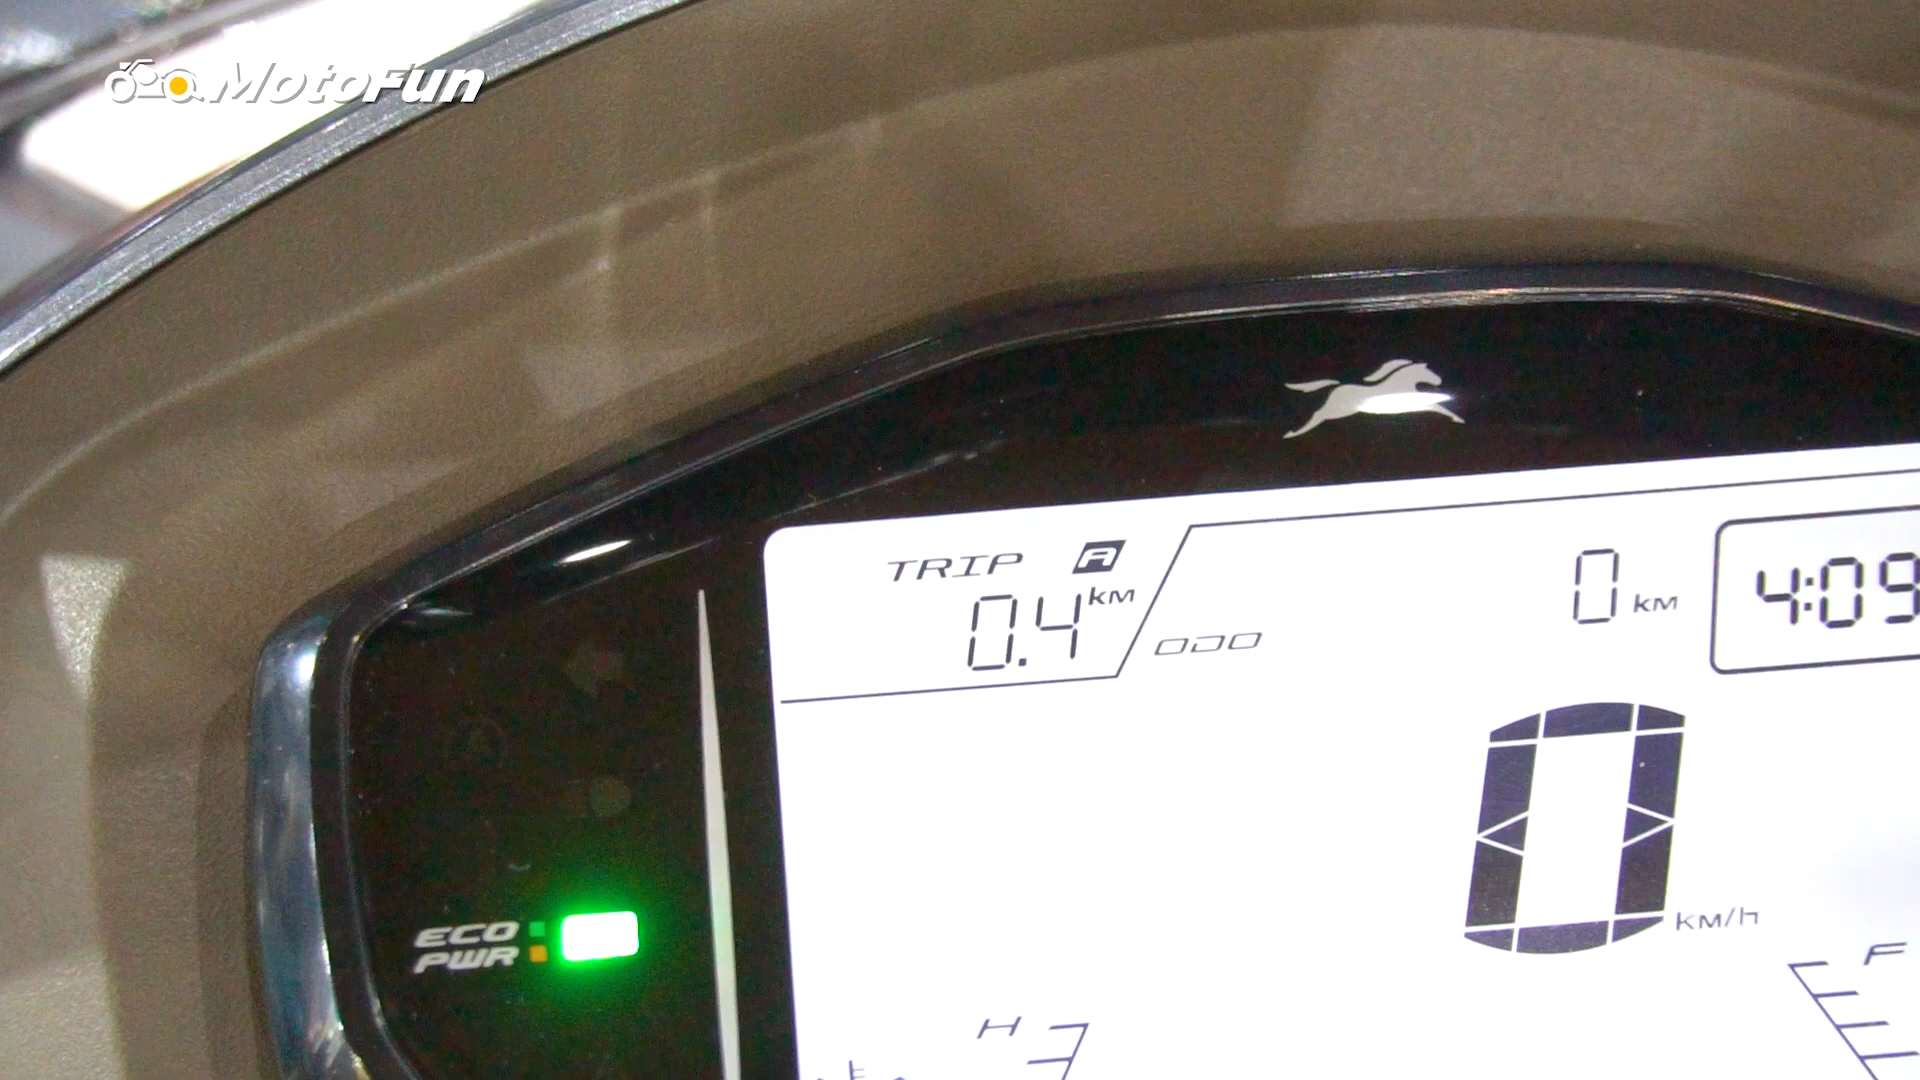 MotoFun
TRIP A
0.4 KM
ODO 0 KM
4:09
0 KM/H
ECO
PWR
F
H